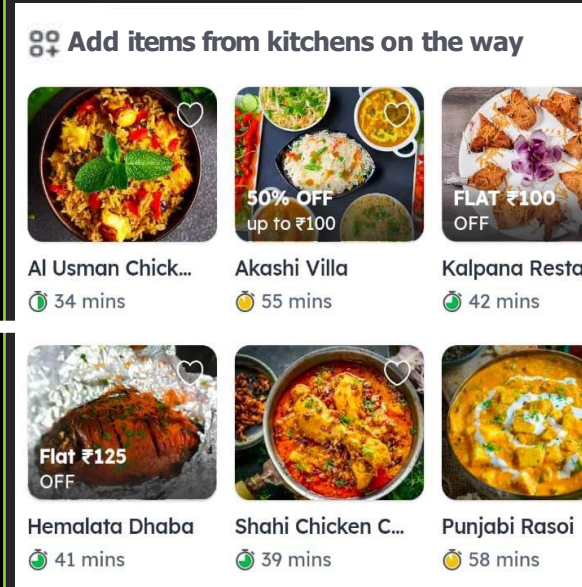 Add items from kitchens on the way
50% OFF
up to ₹100
FLAT ₹100
OFF
Al Usman Chick...
Akashi Villa
Kalpana Resta
34 mins
55 mins
42 mins
Flat ₹125
OFF
Hemalata Dhaba
Shahi Chicken C...
Punjabi Rasoi
41 mins
39 mins
58 mins